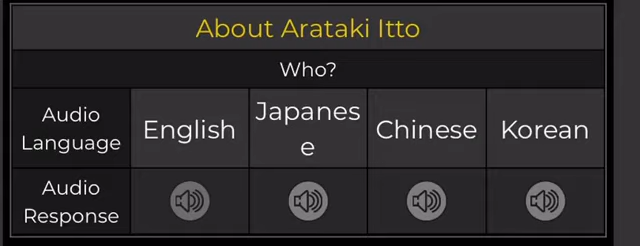 About Arataki Itto
Who?
Audio
Language
English
Japanes
e
Chinese
Korean
Audio
Response